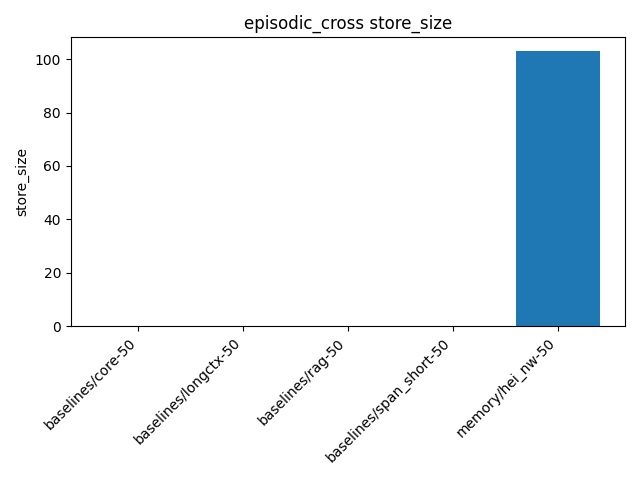 episodic_cross store_size
store_size
100
80
60
40
20
0
baselines/core-50
baselines/longctx-50
baselines/rag-50
baselines/span_short-50
memory/hei_nw-50